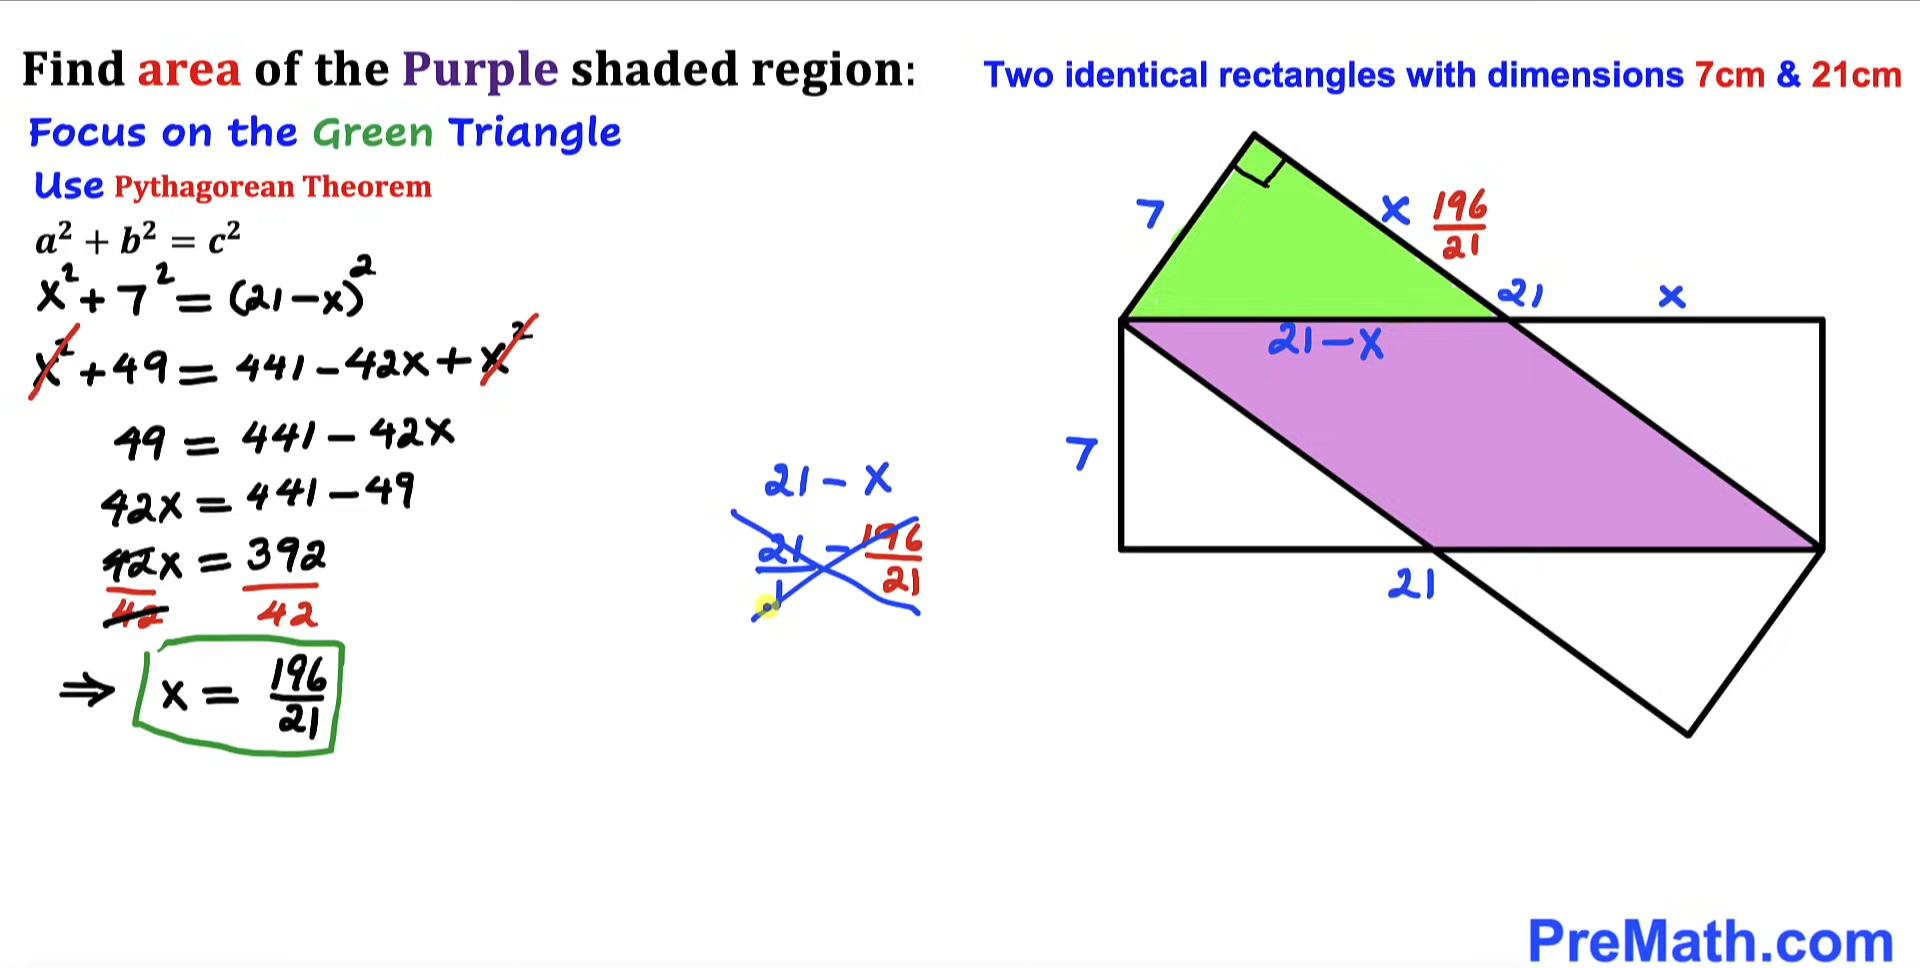 Find area of the Purple shaded region:
Two identical rectangles with dimensions 7cm & 21cm
Focus on the Green Triangle
Use Pythagorean Theorem
a² + b² = c²
x² + 7² = (21 - x)²
x² + 49 = 441 - 42x + x²
49 = 441 - 42x
42x = 441 - 49
42x = 392
42 42
⇒ x = 196
21
21 - x
21 - 196
1 21
7
x 196
21
21 x
21 - x
7
21
PreMath.com